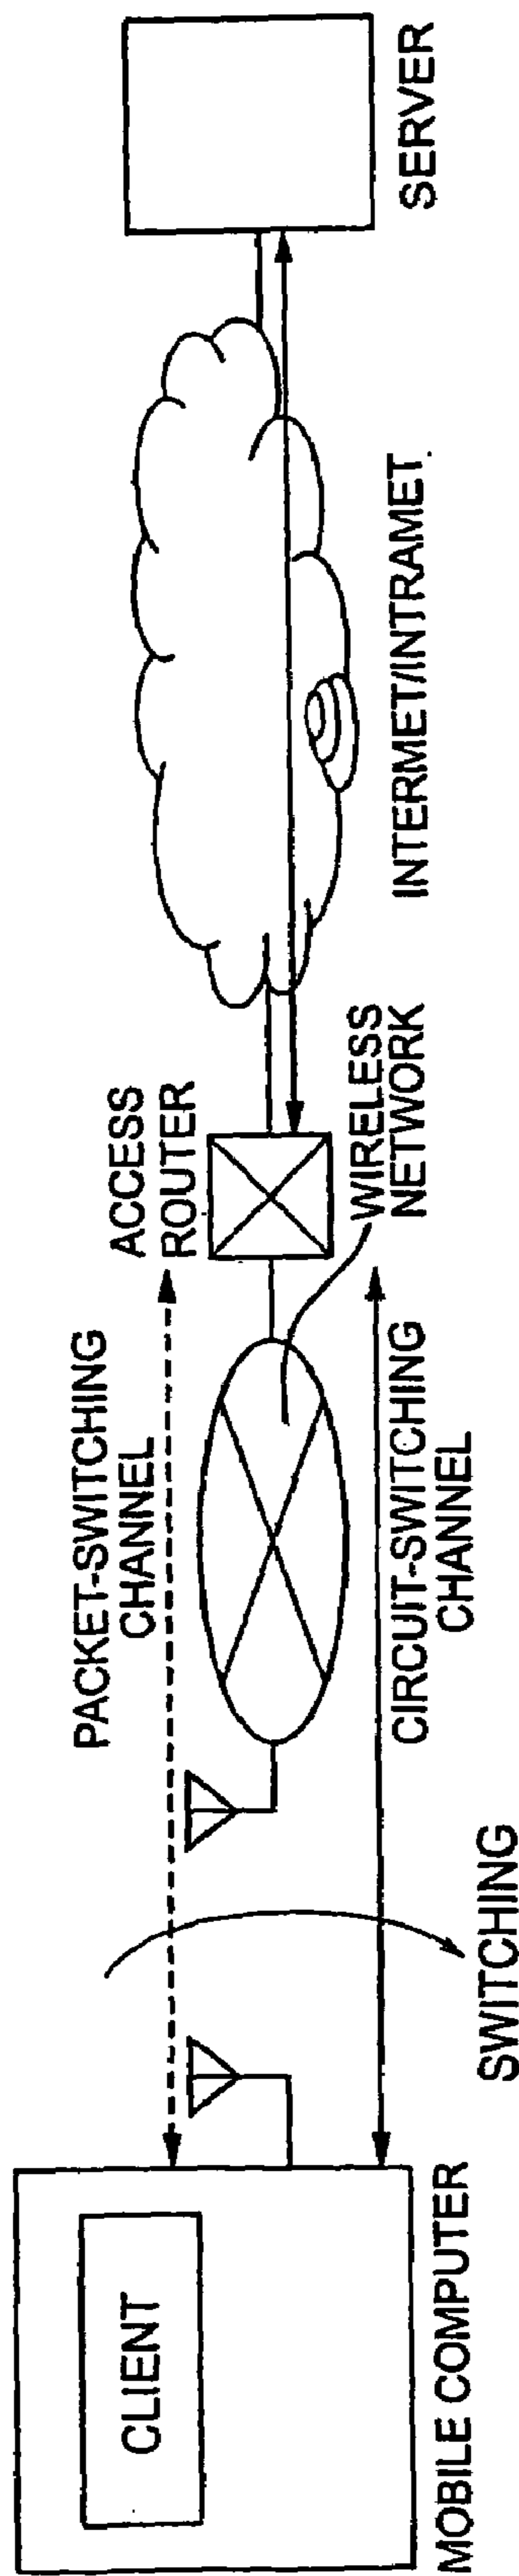 CLIENT
MOBILE COMPUTER
SWITCHING
PACKET-SWITCHING
CHANNEL
CIRCUIT-SWITCHING
CHANNEL
ACCESS
ROUTER
WIRELESS
NETWORK
INTERMET/INTRAMET
SERVER